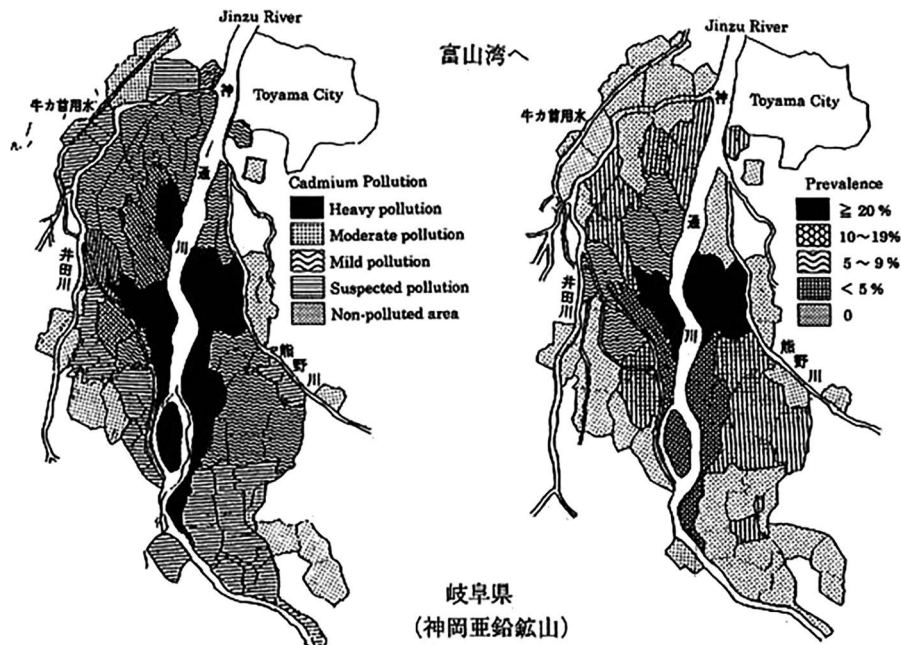 Jinzu River
富山湾へ
牛カ首用水
神
Toyama City
通
川
井田川
熊野川
Cadmium Pollution
Heavy pollution
Moderate pollution
Mild pollution
Suspected pollution
Non-polluted area
Jinzu River
牛カ首用水
神
Toyama City
通
川
井田川
熊野川
Prevalence
≧ 20 %
10～19%
5 ～ 9 %
< 5 %
0
岐阜県
(神岡亜鉛鉱山)